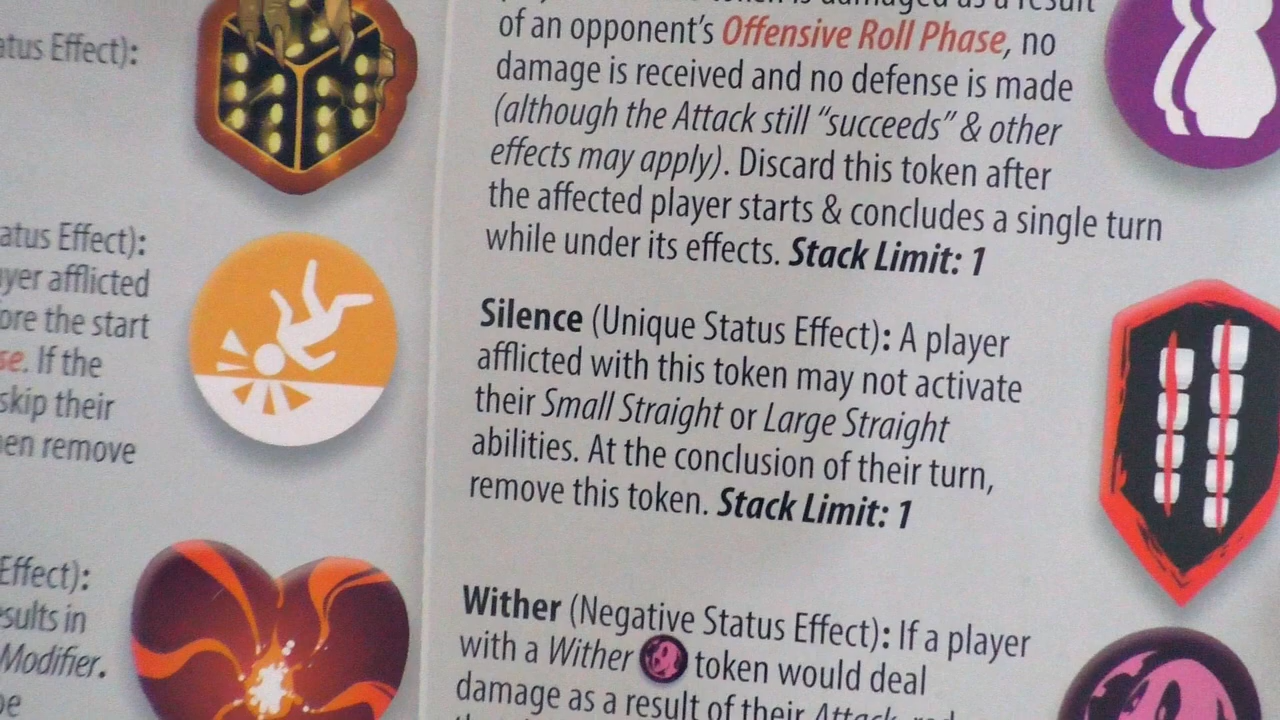 atus Effect):
atus Effect):
yer afflicted
ore the start
se. If the
skip their
en remove
Effect):
sults in
Modifier.
token is damaged as a result
of an opponent's Offensive Roll Phase, no
damage is received and no defense is made
(although the Attack still “succeeds” & other
effects may apply). Discard this token after
the affected player starts & concludes a single turn
while under its effects. Stack Limit: 1
Silence (Unique Status Effect): A player
afflicted with this token may not activate
their Small Straight or Large Straight
abilities. At the conclusion of their turn,
remove this token. Stack Limit: 1
Wither (Negative Status Effect): If a player
with a Wither token would deal
damage as a result of their Attack,